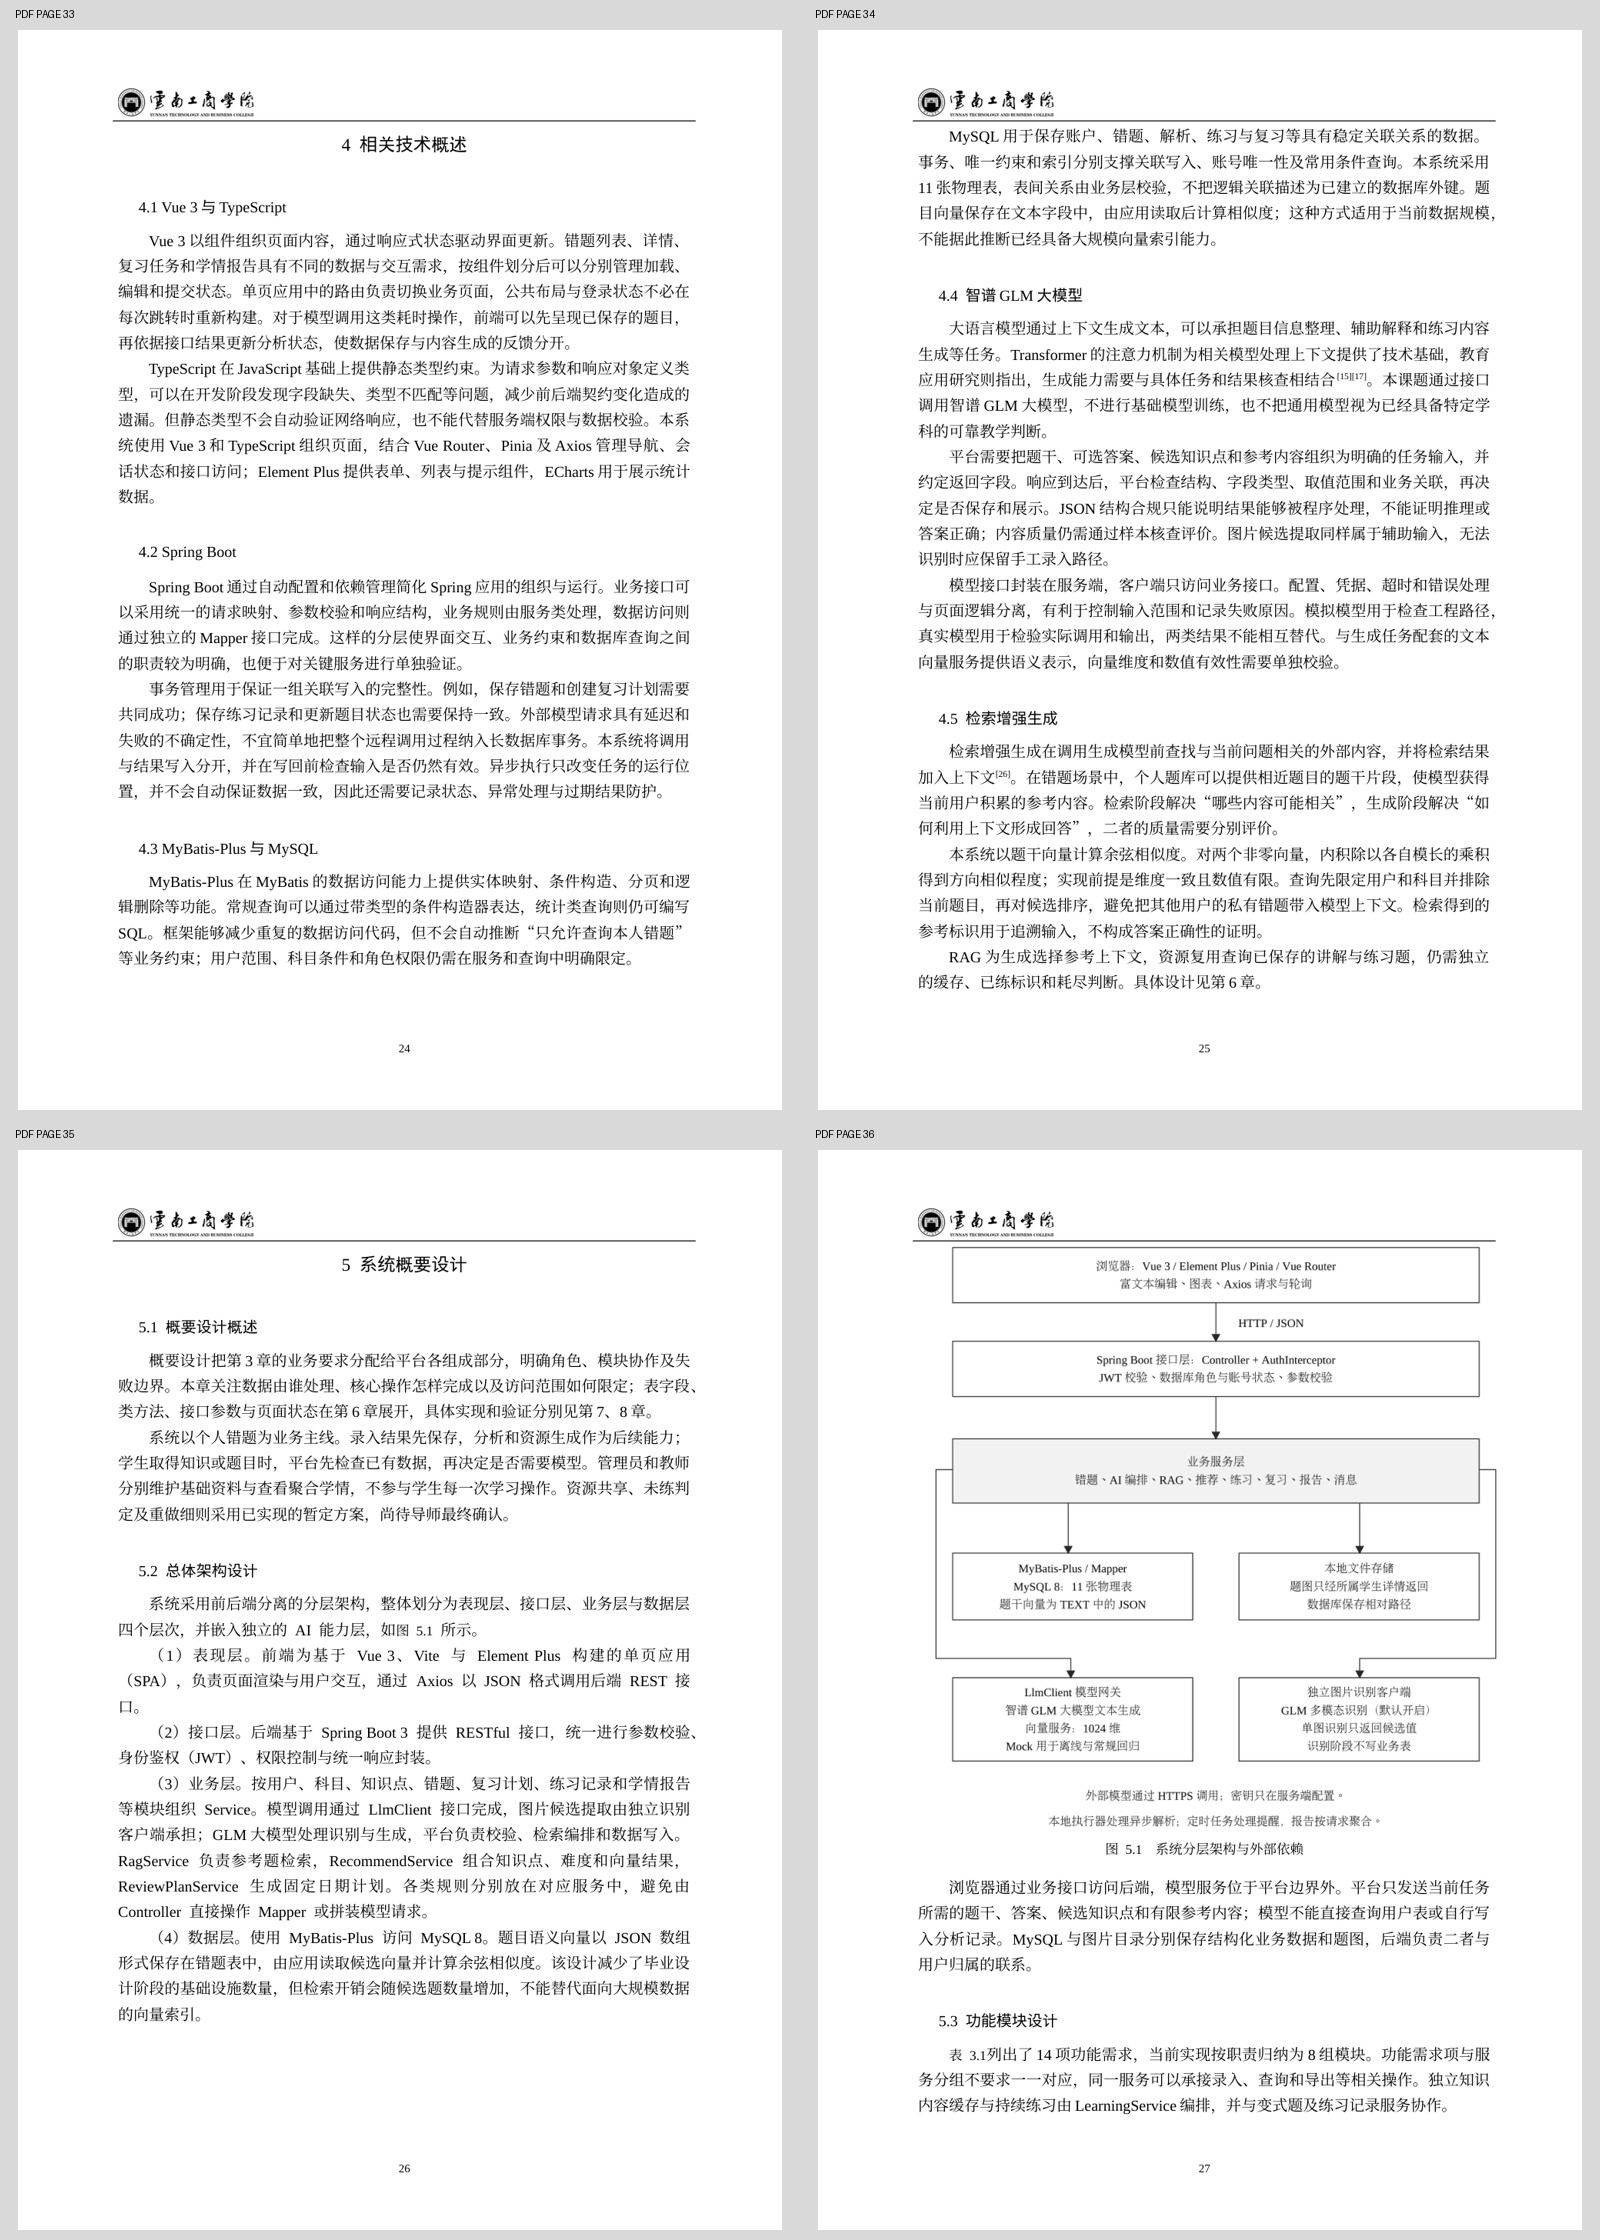 PDF PAGE 33
雲南工商學院
YUNNAN TECHNOLOGY AND BUSINESS COLLEGE
4 相关技术概述
4.1 Vue 3 与 TypeScript
Vue 3 以组件组织页面内容，通过响应式状态驱动界面更新。错题列表、详情、
复习任务和学情报告具有不同的数据与交互需求，按组件划分后可以分别管理加载、
编辑和提交状态。单页应用中的路由负责切换业务页面，公共布局与登录状态不必在
每次跳转时重新构建。对于模型调用这类耗时操作，前端可以先呈现已保存的题目，
再依据接口结果更新分析状态，使数据保存与内容生成的反馈分开。
TypeScript 在 JavaScript 基础上提供静态类型约束。为请求参数和响应对象定义类
型，可以在开发阶段发现字段缺失、类型不匹配等问题，减少前后端契约变化造成的
遗漏。但静态类型不会自动验证网络响应，也不能代替服务端权限与数据校验。本系
统使用 Vue 3 和 TypeScript 组织页面，结合 Vue Router、Pinia 及 Axios 管理导航、会
话状态和接口访问；Element Plus 提供表单、列表与提示组件，ECharts 用于展示统计
数据。
4.2 Spring Boot
Spring Boot 通过自动配置和依赖管理简化 Spring 应用的组织与运行。业务接口可
以采用统一的请求映射、参数校验和响应结构，业务规则由服务类处理，数据访问则
通过独立的 Mapper 接口完成。这样的分层使界面交互、业务约束和数据库查询之间
的职责较为明确，也便于对关键服务进行单独验证。
事务管理用于保证一组关联写入的完整性。例如，保存错题和创建复习计划需要
共同成功；保存练习记录和更新题目状态也需要保持一致。外部模型请求具有延迟和
失败的不确定性，不宜简单地把整个远程调用过程纳入长数据库事务。本系统将调用
与结果写入分开，并在写回前检查输入是否仍然有效。异步执行只改变任务的运行位
置，并不会自动保证数据一致，因此还需要记录状态、异常处理与过期结果防护。
4.3 MyBatis-Plus 与 MySQL
MyBatis-Plus 在 MyBatis 的数据访问能力上提供实体映射、条件构造、分页和逻
辑删除等功能。常规查询可以通过带类型的条件构造器表达，统计类查询则仍可编写
SQL。框架能够减少重复的数据访问代码，但不会自动推断“只允许查询本人错题”
等业务约束；用户范围、科目条件和角色权限仍需在服务和查询中明确限定。
24
PDF PAGE 34
雲南工商學院
YUNNAN TECHNOLOGY AND BUSINESS COLLEGE
MySQL 用于保存账户、错题、解析、练习与复习等具有稳定关联关系的数据。
事务、唯一约束和索引分别支撑关联写入、账号唯一性及常用条件查询。本系统采用
11 张物理表，表间关系由业务层校验，不把逻辑关联描述为已建立的数据库外键。题
目向量保存在文本字段中，由应用读取后计算相似度；这种方式适用于当前数据规模，
不能据此推断已经具备大规模向量索引能力。
4.4 智谱 GLM 大模型
大语言模型通过上下文生成文本，可以承担题目信息整理、辅助解释和练习内容
生成等任务。Transformer 的注意力机制为相关模型处理上下文提供了技术基础，教育
应用研究则指出，生成能力需要与具体任务和结果核查相结合[15][17]。本课题通过接口
调用智谱 GLM 大模型，不进行基础模型训练，也不把通用模型视为已经具备特定学
科的可靠教学判断。
平台需要把题干、可选答案、候选知识点和参考内容组织为明确的任务输入，并
约定返回字段。响应到达后，平台检查结构、字段类型、取值范围和业务关联，再决
定是否保存和展示。JSON 结构合规只能说明结果能够被程序处理，不能证明推理或
答案正确；内容质量仍需通过样本核查评价。图片候选提取同样属于辅助输入，无法
识别时应保留手工录入路径。
模型接口封装在服务端，客户端只访问业务接口。配置、凭据、超时和错误处理
与页面逻辑分离，有利于控制输入范围和记录失败原因。模拟模型用于检查工程路径，
真实模型用于检验实际调用和输出，两类结果不能相互替代。与生成任务配套的文本
向量服务提供语义表示，向量维度和数值有效性需要单独校验。
4.5 检索增强生成
检索增强生成在调用生成模型前查找与当前问题相关的外部内容，并将检索结果
加入上下文[26]。在错题场景中，个人题库可以提供相近题目的题干片段，使模型获得
当前用户积累的参考内容。检索阶段解决“哪些内容可能相关”，生成阶段解决“如
何利用上下文形成回答”，二者的质量需要分别评价。
本系统以题干向量计算余弦相似度。对两个非零向量，内积除以各自模长的乘积
得到方向相似程度；实现前提是维度一致且数值有限。查询先限定用户和科目并排除
当前题目，再对候选排序，避免把其他用户的私有错题带入模型上下文。检索得到的
参考标识用于追溯输入，不构成答案正确性的证明。
RAG 为生成选择参考上下文，资源复用查询已保存的讲解与练习题，仍需独立
的缓存、已练标识和耗尽判断。具体设计见第 6 章。
25
PDF PAGE 35
雲南工商學院
YUNNAN TECHNOLOGY AND BUSINESS COLLEGE
5 系统概要设计
5.1 概要设计概述
概要设计把第 3 章的业务要求分配给平台各组成部分，明确角色、模块协作及失
败边界。本章关注数据由谁处理、核心操作怎样完成以及访问范围如何限定；表字段、
类方法、接口参数与页面状态在第 6 章展开，具体实现和验证分别见第 7、8 章。
系统以个人错题为业务主线。录入结果先保存，分析和资源生成作为后续能力；
学生取得知识或题目时，平台先检查已有数据，再决定是否需要模型。管理员和教师
分别维护基础资料与查看聚合学情，不参与学生每一次学习操作。资源共享、未练判
定及重做细则采用已实现的暂定方案，尚待导师最终确认。
5.2 总体架构设计
系统采用前后端分离的分层架构，整体划分为表现层、接口层、业务层与数据层
四个层次，并嵌入独立的 AI 能力层，如图 5.1 所示。
（1）表现层。前端为基于 Vue 3、Vite 与 Element Plus 构建的单页应用
（SPA），负责页面渲染与用户交互，通过 Axios 以 JSON 格式调用后端 REST 接
口。
（2）接口层。后端基于 Spring Boot 3 提供 RESTful 接口，统一进行参数校验、
身份鉴权（JWT）、权限控制与统一响应封装。
（3）业务层。按用户、科目、知识点、错题、复习计划、练习记录和学情报告
等模块组织 Service。模型调用通过 LlmClient 接口完成，图片候选提取由独立识别
客户端承担；GLM 大模型处理识别与生成，平台负责校验、检索编排和数据写入。
RagService 负责参考题检索，RecommendService 组合知识点、难度和向量结果，
ReviewPlanService 生成固定日期计划。各类规则分别放在对应服务中，避免由
Controller 直接操作 Mapper 或拼装模型请求。
（4）数据层。使用 MyBatis-Plus 访问 MySQL 8。题目语义向量以 JSON 数组
形式保存在错题表中，由应用读取候选向量并计算余弦相似度。该设计减少了毕业设
计阶段的基础设施数量，但检索开销会随候选题数量增加，不能替代面向大规模数据
的向量索引。
26
PDF PAGE 36
雲南工商學院
YUNNAN TECHNOLOGY AND BUSINESS COLLEGE
浏览器：Vue 3 / Element Plus / Pinia / Vue Router
富文本编辑、图表、Axios 请求与轮询
HTTP / JSON
Spring Boot 接口层：Controller + AuthInterceptor
JWT 校验、数据库角色与账号状态、参数校验
业务服务层
错题、AI 编排、RAG、推荐、练习、复习、报告、消息
MyBatis-Plus / Mapper
MySQL 8：11 张物理表
题干向量为 TEXT 中的 JSON
本地文件存储
题图只经所属学生详情返回
数据库保存相对路径
LlmClient 模型网关
智谱 GLM 大模型文本生成
向量服务：1024 维
Mock 用于离线与常规回归
独立图片识别客户端
GLM 多模态识别（默认开启）
单图识别只返回候选值
识别阶段不写业务表
外部模型通过 HTTPS 调用；密钥只在服务端配置。
本地执行器处理异步解析；定时任务处理提醒，报告按请求聚合。
图 5.1 系统分层架构与外部依赖
浏览器通过业务接口访问后端，模型服务位于平台边界外。平台只发送当前任务
所需的题干、答案、候选知识点和有限参考内容；模型不能直接查询用户表或自行写
入分析记录。MySQL 与图片目录分别保存结构化业务数据和题图，后端负责二者与
用户归属的联系。
5.3 功能模块设计
表 3.1列出了 14 项功能需求，当前实现按职责归纳为 8 组模块。功能需求项与服
务分组不要求一一对应，同一服务可以承接录入、查询和导出等相关操作。独立知识
内容缓存与持续练习由 LearningService 编排，并与变式题及练习记录服务协作。
27